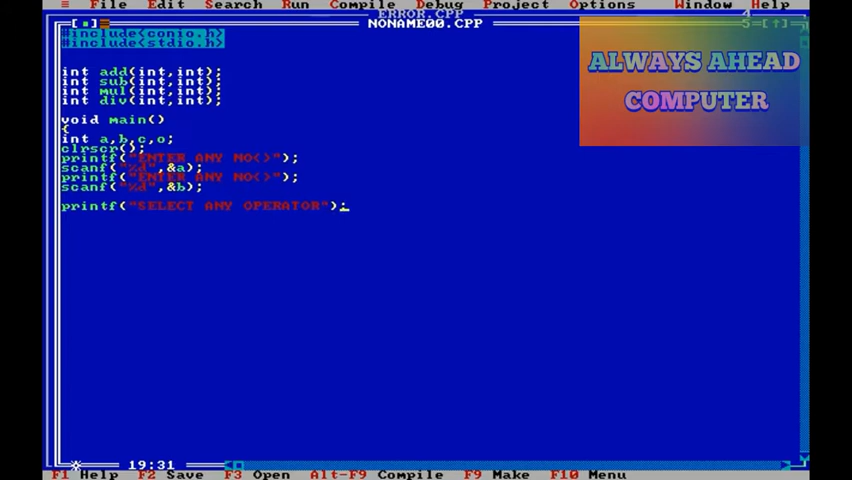 ≡ File Edit Search Run Compile Debug Project Options Window Help
ERROR.CPP 4
[■] NONAME00.CPP 5=[↑]
#include<conio.h>
#include<stdio.h>
int add(int,int);
int sub(int,int);
int mul(int,int);
int div(int,int);
void main()
{
int a,b,c,o;
clrscr();
printf("ENTER ANY NO<>");
scanf("%d",&a);
printf("ENTER ANY NO<>");
scanf("%d",&b);
printf("SELECT ANY OPERATOR");
ALWAYS AHEAD
COMPUTER
19:31
F1 Help F2 Save F3 Open Alt-F9 Compile F9 Make F10 Menu